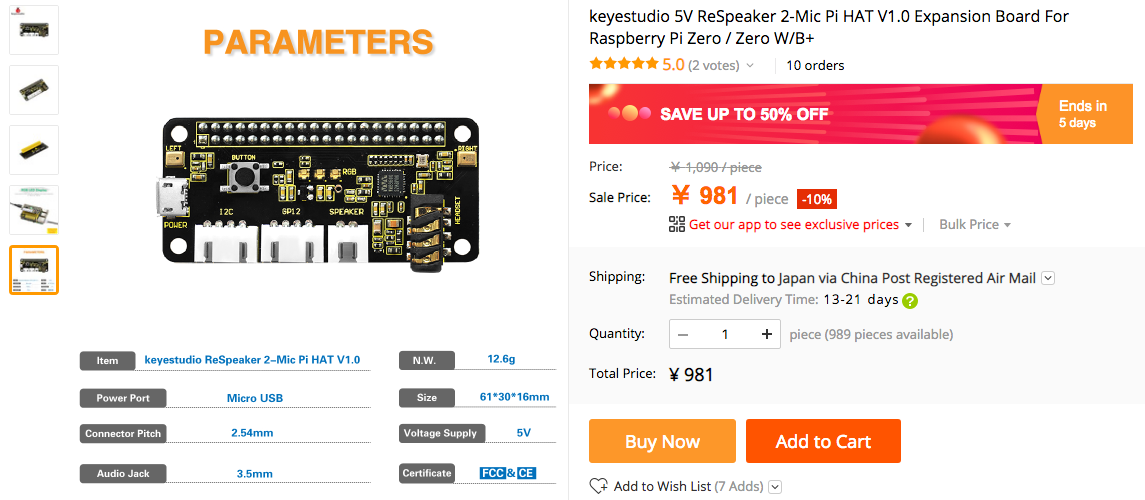 PARAMETERS
LEFT
RIGHT
BUTTON
RGB
POWER
I2C
GP12
SPEAKER
HEADSET
Item
keyestudio ReSpeaker 2-Mic Pi HAT V1.0
N.W.
12.6g
Power Port
Micro USB
Size
61*30*16mm
Connector Pitch
2.54mm
Voltage Supply
5V
Audio Jack
3.5mm
Certificate
FCC & CE
keyestudio 5V ReSpeaker 2-Mic Pi HAT V1.0 Expansion Board For
Raspberry Pi Zero / Zero W/B+
5.0 (2 votes)
10 orders
SAVE UP TO 50% OFF
Ends in
5 days
Price:
¥ 1,090 / piece
Sale Price:
¥ 981 / piece
-10%
Get our app to see exclusive prices
Bulk Price
Shipping:
Free Shipping to Japan via China Post Registered Air Mail
Estimated Delivery Time: 13-21 days ?
Quantity:
1
piece (989 pieces available)
Total Price:
¥ 981
Buy Now
Add to Cart
Add to Wish List (7 Adds)